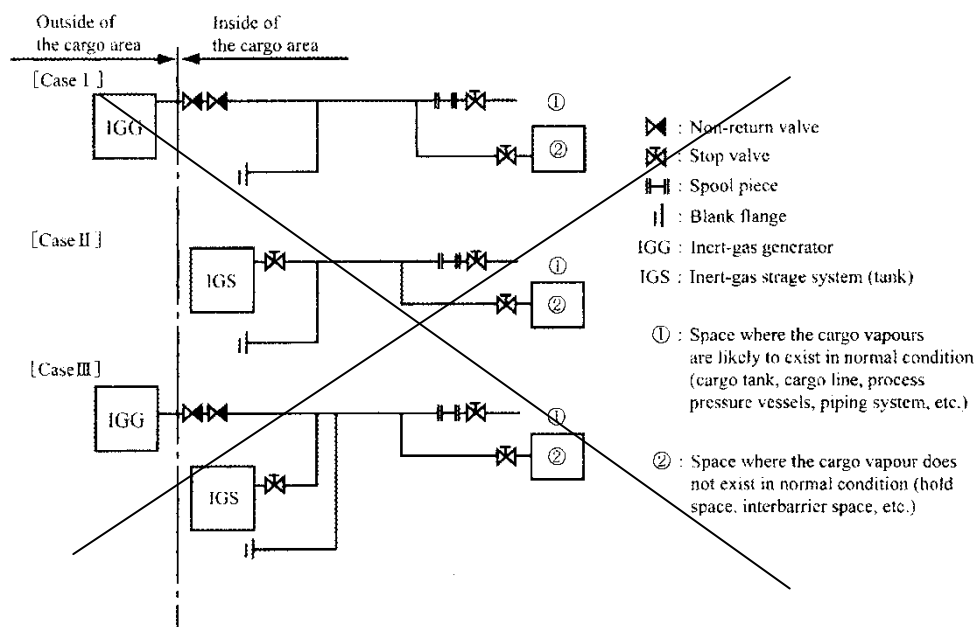 Outside of
the cargo area
Inside of
the cargo area
[Case I]
IGG
①
②
[Case II]
IGS
①
②
[Case III]
IGG
①
②
IGS
: Non-return valve
: Stop valve
: Spool piece
: Blank flange
IGG : Inert-gas generator
IGS : Inert-gas strage system (tank)
① : Space where the cargo vapours
are likely to exist in normal condition
(cargo tank, cargo line, process
pressure vessels, piping system, etc.)
② : Space where the cargo vapour does
not exist in normal condition (hold
space, interbarrier space, etc.)